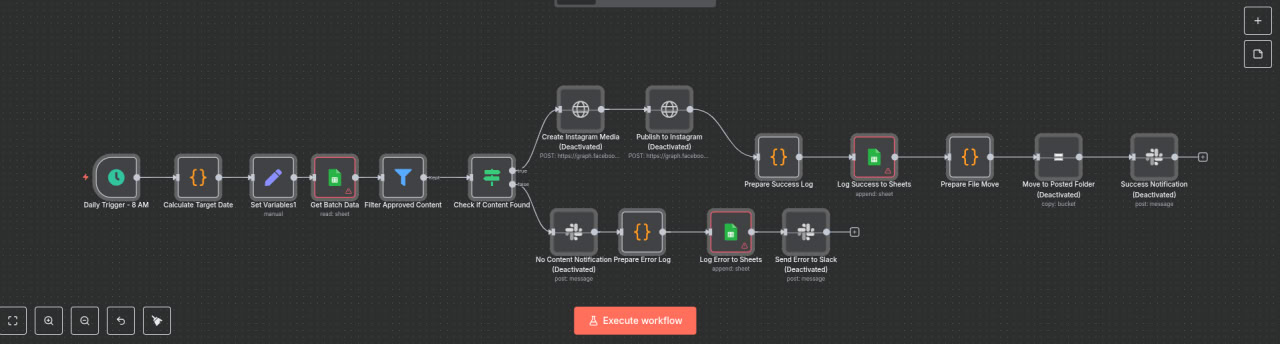 Create Instagram Media
(Deactivated)
POST: https://graph.faceboo...
Publish to Instagram
(Deactivated)
POST: https://graph.faceboo...
Daily Trigger - 8 AM
Calculate Target Date
Set Variables1
manual
Get Batch Data
read: sheet
Filter Approved Content
Kept
Check If Content Found
true
false
Prepare Success Log
Log Success to Sheets
append: sheet
Prepare File Move
Move to Posted Folder
(Deactivated)
copy: bucket
Success Notification
(Deactivated)
post: message
No Content Notification
(Deactivated)
post: message
Prepare Error Log
Log Error to Sheets
append: sheet
Send Error to Slack
(Deactivated)
post: message
Execute workflow